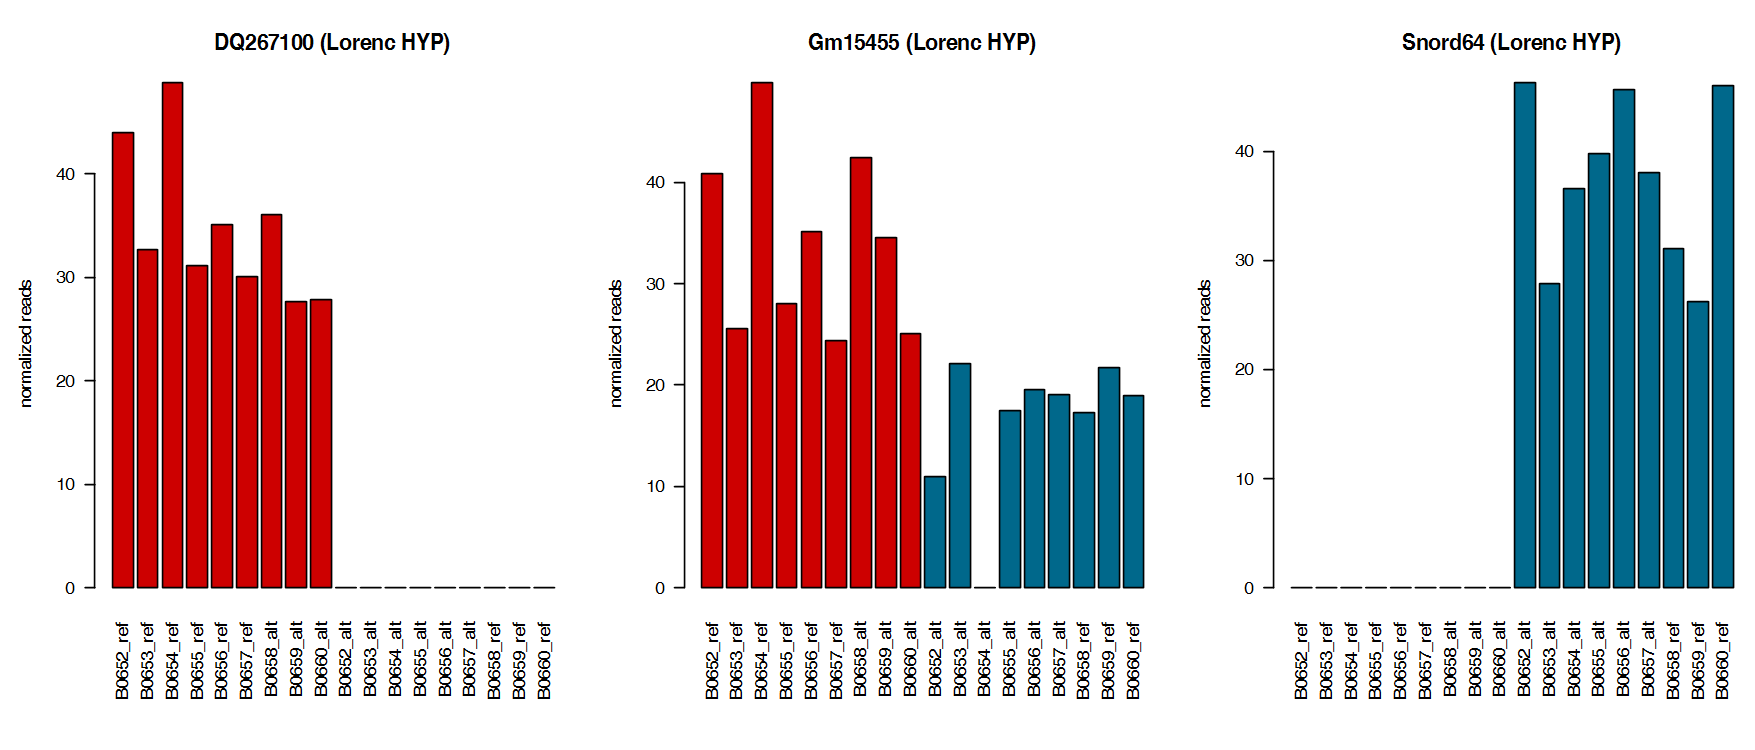 DQ267100 (Lorenc HYP)
normalized reads
40
30
20
10
0
B0652_ref
B0653_ref
B0654_ref
B0655_ref
B0656_ref
B0657_ref
B0658_alt
B0659_alt
B0660_alt
B0652_alt
B0653_alt
B0654_alt
B0655_alt
B0656_alt
B0657_alt
B0658_ref
B0659_ref
B0660_ref
Gm15455 (Lorenc HYP)
normalized reads
40
30
20
10
0
B0652_ref
B0653_ref
B0654_ref
B0655_ref
B0656_ref
B0657_ref
B0658_alt
B0659_alt
B0660_alt
B0652_alt
B0653_alt
B0654_alt
B0655_alt
B0656_alt
B0657_alt
B0658_ref
B0659_ref
B0660_ref
Snord64 (Lorenc HYP)
normalized reads
40
30
20
10
0
B0652_ref
B0653_ref
B0654_ref
B0655_ref
B0656_ref
B0657_ref
B0658_alt
B0659_alt
B0660_alt
B0652_alt
B0653_alt
B0654_alt
B0655_alt
B0656_alt
B0657_alt
B0658_ref
B0659_ref
B0660_ref